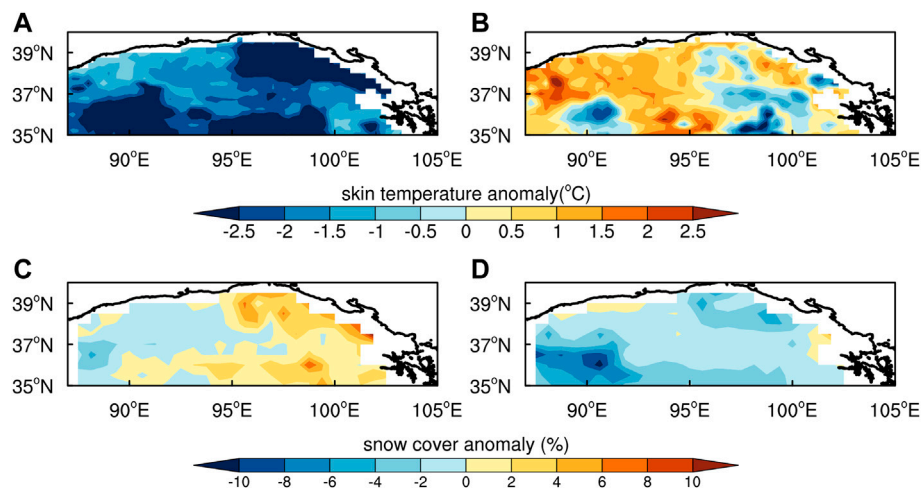 A
B
39°N
37°N
35°N
39°N
37°N
35°N
90°E 95°E 100°E 105°E
90°E 95°E 100°E 105°E
skin temperature anomaly(°C)
-2.5 -2 -1.5 -1 -0.5 0 0.5 1 1.5 2 2.5
C
D
39°N
37°N
35°N
39°N
37°N
35°N
90°E 95°E 100°E 105°E
90°E 95°E 100°E 105°E
snow cover anomaly (%)
-10 -8 -6 -4 -2 0 2 4 6 8 10